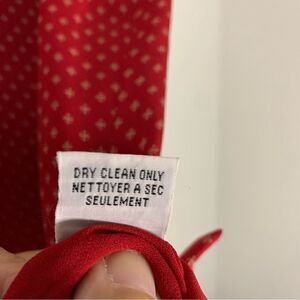 DRY CLEAN ONLY
NETTOYER A SEC
SEULEMENT